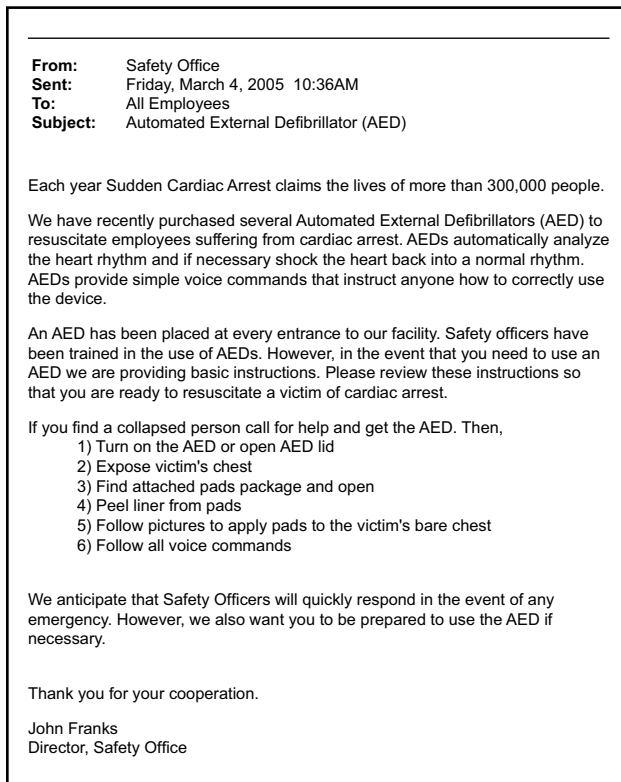 From: Safety Office
Sent: Friday, March 4, 2005 10:36AM
To: All Employees
Subject: Automated External Defibrillator (AED)
Each year Sudden Cardiac Arrest claims the lives of more than 300,000 people.
We have recently purchased several Automated External Defibrillators (AED) to
resuscitate employees suffering from cardiac arrest. AEDs automatically analyze
the heart rhythm and if necessary shock the heart back into a normal rhythm.
AEDs provide simple voice commands that instruct anyone how to correctly use
the device.
An AED has been placed at every entrance to our facility. Safety officers have
been trained in the use of AEDs. However, in the event that you need to use an
AED we are providing basic instructions. Please review these instructions so
that you are ready to resuscitate a victim of cardiac arrest.
If you find a collapsed person call for help and get the AED. Then,
1) Turn on the AED or open AED lid
2) Expose victim's chest
3) Find attached pads package and open
4) Peel liner from pads
5) Follow pictures to apply pads to the victim's bare chest
6) Follow all voice commands
We anticipate that Safety Officers will quickly respond in the event of any
emergency. However, we also want you to be prepared to use the AED if
necessary.
Thank you for your cooperation.
John Franks
Director, Safety Office